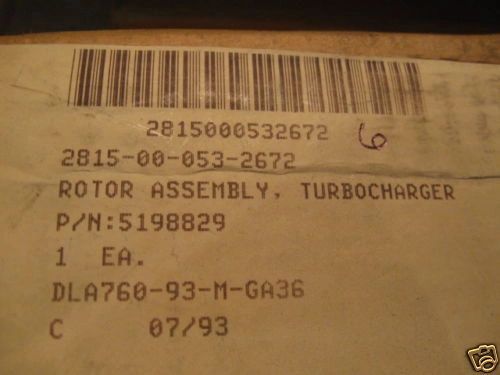 2815000532672 6
2815-00-053-2672
ROTOR ASSEMBLY, TURBOCHARGER
P/N:5198829
1 EA.
DLA760-93-M-GA36
C 07/93